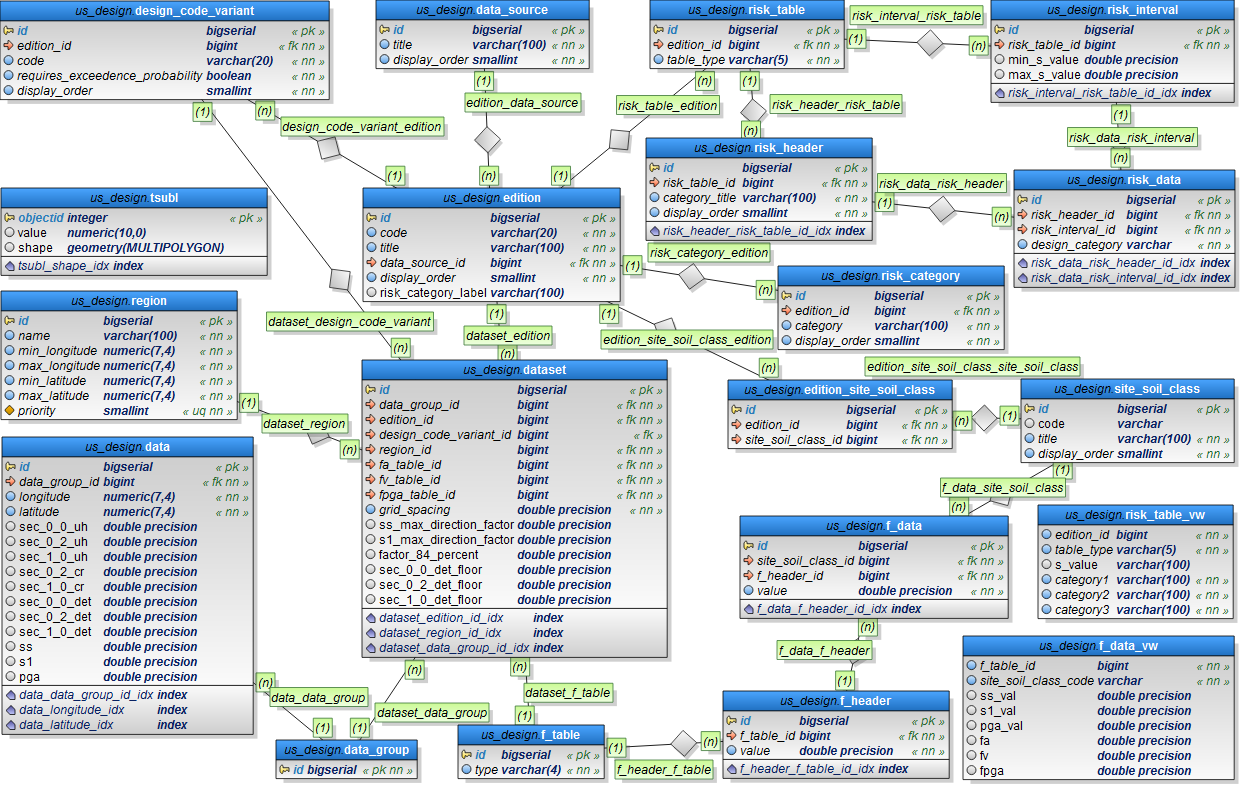 us_design.design_code_variant
id bigserial « pk »
edition_id bigint « fk nn »
code varchar(20) « nn »
requires_exceedence_probability boolean « nn »
display_order smallint « nn »
us_design.data_source
id bigserial « pk »
title varchar(100) « nn »
display_order smallint « nn »
us_design.risk_table
id bigserial « pk »
edition_id bigint « fk nn »
table_type varchar(5) « nn »
risk_interval_risk_table
(1)
(n)
us_design.risk_interval
id bigserial « pk »
risk_table_id bigint « fk nn »
min_s_value double precision
max_s_value double precision
risk_interval_risk_table_id_idx index
(1)
(n)
design_code_variant_edition
(1)
(1)
edition_data_source
(n)
(n)
risk_table_edition
(1)
(1)
risk_header_risk_table
(n)
(1)
risk_data_risk_interval
(n)
us_design.risk_header
id bigserial « pk »
risk_table_id bigint « fk nn »
category_title varchar(100) « nn »
display_order smallint « nn »
risk_header_risk_table_id_idx index
risk_data_risk_header
(1)
(n)
us_design.risk_data
id bigserial « pk »
risk_header_id bigint « fk nn »
risk_interval_id bigint « fk nn »
design_category varchar « nn »
risk_data_risk_header_id_idx index
risk_data_risk_interval_id_idx index
us_design.tsubl
objectid integer « pk »
value numeric(10,0)
shape geometry(MULTIPOLYGON)
tsubl_shape_idx index
us_design.edition
id bigserial « pk »
code varchar(20) « nn »
title varchar(100) « nn »
data_source_id bigint « fk nn »
display_order smallint « nn »
risk_category_label varchar(100)
risk_category_edition
(1)
(n)
us_design.risk_category
id bigserial « pk »
edition_id bigint « fk nn »
category varchar(100) « nn »
display_order smallint « nn »
us_design.region
id bigserial « pk »
name varchar(100) « nn »
min_longitude numeric(7,4) « nn »
max_longitude numeric(7,4) « nn »
min_latitude numeric(7,4) « nn »
max_latitude numeric(7,4) « nn »
priority smallint « uq nn »
dataset_design_code_variant
(n)
(1)
dataset_edition
(n)
(1)
edition_site_soil_class_edition
(n)
edition_site_soil_class_site_soil_class
(1)
dataset_region
(n)
us_design.dataset
id bigserial « pk »
data_group_id bigint « fk nn »
edition_id bigint « fk nn »
design_code_variant_id bigint « fk »
region_id bigint « fk nn »
fa_table_id bigint « fk nn »
fv_table_id bigint « fk nn »
fpga_table_id bigint « fk nn »
grid_spacing double precision « nn »
ss_max_direction_factor double precision
s1_max_direction_factor double precision
factor_84_percent double precision
sec_0_0_det_floor double precision
sec_0_2_det_floor double precision
sec_1_0_det_floor double precision
dataset_edition_id_idx index
dataset_region_id_idx index
dataset_data_group_id_idx index
us_design.edition_site_soil_class
id bigserial « pk »
edition_id bigint « fk nn »
site_soil_class_id bigint « fk nn »
(n)
(1)
us_design.site_soil_class
id bigserial « pk »
code varchar
title varchar(100) « nn »
display_order smallint « nn »
(1)
f_data_site_soil_class
(n)
us_design.data
id bigserial « pk »
data_group_id bigint « fk nn »
longitude numeric(7,4) « nn »
latitude numeric(7,4) « nn »
sec_0_0_uh double precision
sec_0_2_uh double precision
sec_1_0_uh double precision
sec_0_2_cr double precision
sec_1_0_cr double precision
sec_0_0_det double precision
sec_0_2_det double precision
sec_1_0_det double precision
ss double precision
s1 double precision
pga double precision
data_data_group_id_idx index
data_longitude_idx index
data_latitude_idx index
us_design.f_data
id bigserial « pk »
site_soil_class_id bigint « fk nn »
f_header_id bigint « fk nn »
value double precision « nn »
f_data_f_header_id_idx index
us_design.risk_table_vw
edition_id bigint « nn »
table_type varchar(5) « nn »
s_value varchar(100)
category1 varchar(100) « nn »
category2 varchar(100) « nn »
category3 varchar(100) « nn »
(n)
f_data_f_header
(1)
us_design.f_data_vw
f_table_id bigint « nn »
site_soil_class_code varchar « nn »
ss_val double precision
s1_val double precision
pga_val double precision
fa double precision
fv double precision
fpga double precision
(n)
data_data_group
(1)
(n)
dataset_data_group
(1)
(n)
dataset_f_table
(1)
us_design.data_group
id bigserial « pk nn »
us_design.f_table
id bigserial « pk »
type varchar(4) « nn »
(1)
(n)
f_header_f_table
us_design.f_header
id bigserial « pk »
f_table_id bigint « fk nn »
value double precision « nn »
f_header_f_table_id_idx index